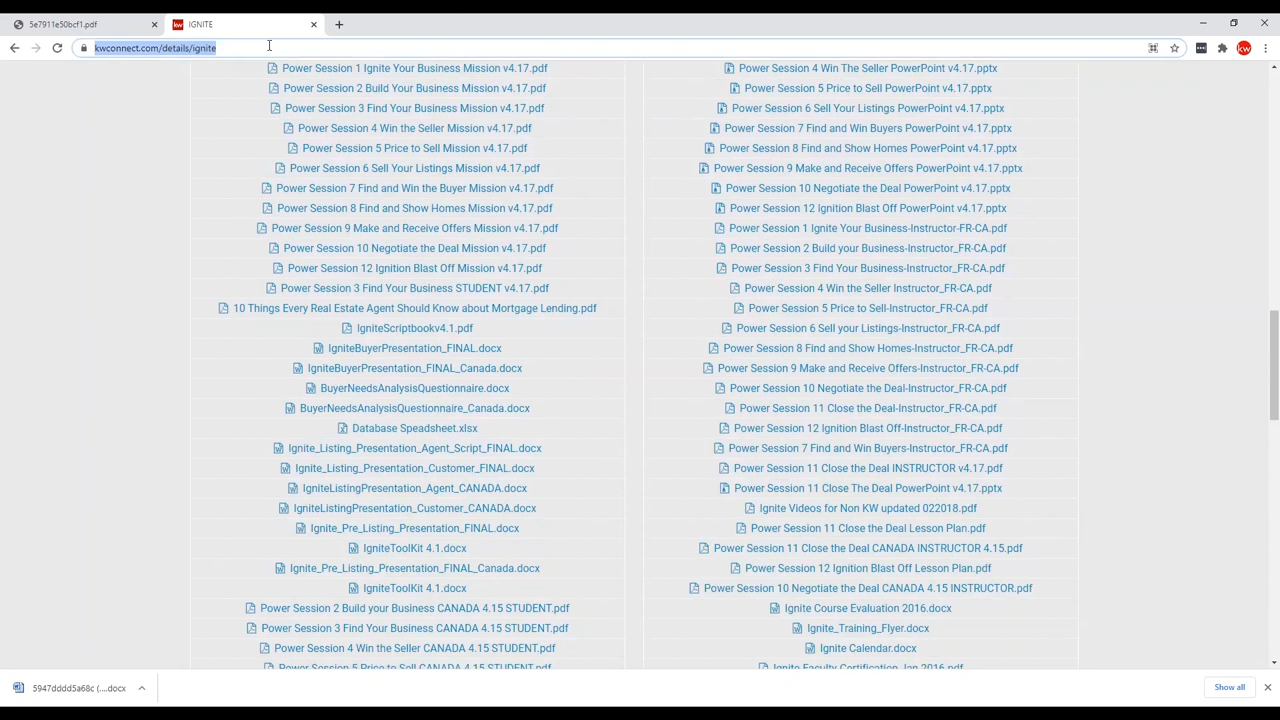 5e7911e50bcf1.pdf
IGNITE
kwconnect.com/details/ignite
Power Session 1 Ignite Your Business Mission v4.17.pdf
Power Session 2 Build Your Business Mission v4.17.pdf
Power Session 3 Find Your Business Mission v4.17.pdf
Power Session 4 Win the Seller Mission v4.17.pdf
Power Session 5 Price to Sell Mission v4.17.pdf
Power Session 6 Sell Your Listings Mission v4.17.pdf
Power Session 7 Find and Win the Buyer Mission v4.17.pdf
Power Session 8 Find and Show Homes Mission v4.17.pdf
Power Session 9 Make and Receive Offers Mission v4.17.pdf
Power Session 10 Negotiate the Deal Mission v4.17.pdf
Power Session 12 Ignition Blast Off Mission v4.17.pdf
Power Session 3 Find Your Business STUDENT v4.17.pdf
10 Things Every Real Estate Agent Should Know about Mortgage Lending.pdf
IgniteScriptbookv4.1.pdf
IgniteBuyerPresentation_FINAL.docx
IgniteBuyerPresentation_FINAL_Canada.docx
BuyerNeedsAnalysisQuestionnaire.docx
BuyerNeedsAnalysisQuestionnaire_Canada.docx
Database Speadsheet.xlsx
Ignite_Listing_Presentation_Agent_Script_FINAL.docx
Ignite_Listing_Presentation_Customer_FINAL.docx
IgniteListingPresentation_Agent_CANADA.docx
IgniteListingPresentation_Customer_CANADA.docx
Ignite_Pre_Listing_Presentation_FINAL.docx
IgniteToolKit 4.1.docx
Ignite_Pre_Listing_Presentation_FINAL_Canada.docx
IgniteToolKit 4.1.docx
Power Session 2 Build your Business CANADA 4.15 STUDENT.pdf
Power Session 3 Find Your Business CANADA 4.15 STUDENT.pdf
Power Session 4 Win the Seller CANADA 4.15 STUDENT.pdf
Power Session 5 Price to Sell CANADA 4.15 STUDENT.pdf
Power Session 4 Win The Seller PowerPoint v4.17.pptx
Power Session 5 Price to Sell PowerPoint v4.17.pptx
Power Session 6 Sell Your Listings PowerPoint v4.17.pptx
Power Session 7 Find and Win Buyers PowerPoint v4.17.pptx
Power Session 8 Find and Show Homes PowerPoint v4.17.pptx
Power Session 9 Make and Receive Offers PowerPoint v4.17.pptx
Power Session 10 Negotiate the Deal PowerPoint v4.17.pptx
Power Session 12 Ignition Blast Off PowerPoint v4.17.pptx
Power Session 1 Ignite Your Business-Instructor_FR-CA.pdf
Power Session 2 Build your Business-Instructor_FR-CA.pdf
Power Session 3 Find Your Business-Instructor_FR-CA.pdf
Power Session 4 Win the Seller Instructor_FR-CA.pdf
Power Session 5 Price to Sell-Instructor_FR-CA.pdf
Power Session 6 Sell your Listings-Instructor_FR-CA.pdf
Power Session 8 Find and Show Homes-Instructor_FR-CA.pdf
Power Session 9 Make and Receive Offers-Instructor_FR-CA.pdf
Power Session 10 Negotiate the Deal-Instructor_FR-CA.pdf
Power Session 11 Close the Deal-Instructor_FR-CA.pdf
Power Session 12 Ignition Blast Off-Instructor_FR-CA.pdf
Power Session 7 Find and Win Buyers-Instructor_FR-CA.pdf
Power Session 11 Close the Deal INSTRUCTOR v4.17.pdf
Power Session 11 Close The Deal PowerPoint v4.17.pptx
Ignite Videos for Non KW updated 022018.pdf
Power Session 11 Close the Deal Lesson Plan.pdf
Power Session 11 Close the Deal CANADA INSTRUCTOR 4.15.pdf
Power Session 12 Ignition Blast Off Lesson Plan.pdf
Power Session 10 Negotiate the Deal CANADA 4.15 INSTRUCTOR.pdf
Ignite Course Evaluation 2016.docx
Ignite_Training_Flyer.docx
Ignite Calendar.docx
Ignite Faculty Certification Jan 2016.pdf
5947dddd5a68c (....docx
Show all